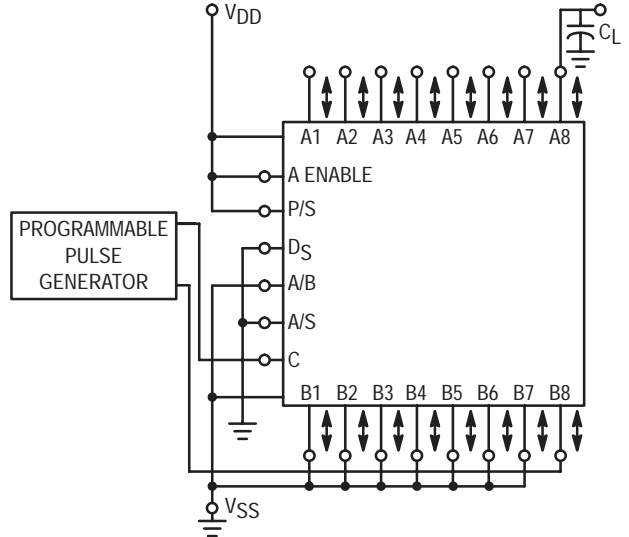 VDD
CL
A1 A2 A3 A4 A5 A6 A7 A8
A ENABLE
P/S
PROGRAMMABLE
PULSE
GENERATOR
DS
A/B
A/S
C
B1 B2 B3 B4 B5 B6 B7 B8
VSS